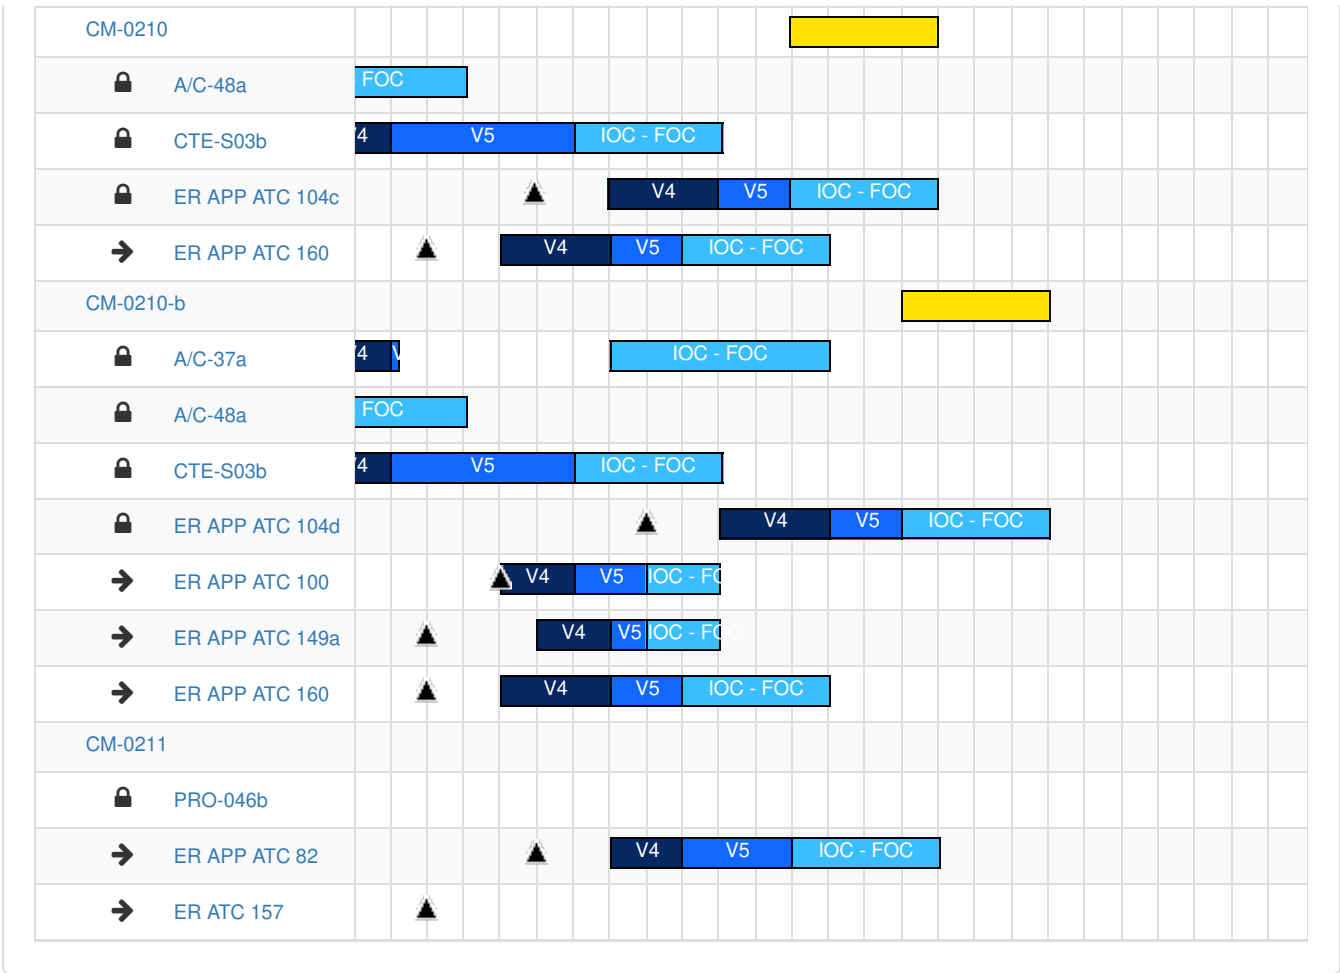 CM-0210
A/C-48a FOC
CTE-S03b 4 V5 IOC - FOC
ER APP ATC 104c V4 V5 IOC - FOC
ER APP ATC 160 V4 V5 IOC - FOC
CM-0210-b
A/C-37a 4 V IOC - FOC
A/C-48a FOC
CTE-S03b 4 V5 IOC - FOC
ER APP ATC 104d V4 V5 IOC - FOC
ER APP ATC 100 V4 V5 IOC - FC
ER APP ATC 149a V4 V5 IOC - FOC
ER APP ATC 160 V4 V5 IOC - FOC
CM-0211
PRO-046b
ER APP ATC 82 V4 V5 IOC - FOC
ER ATC 157